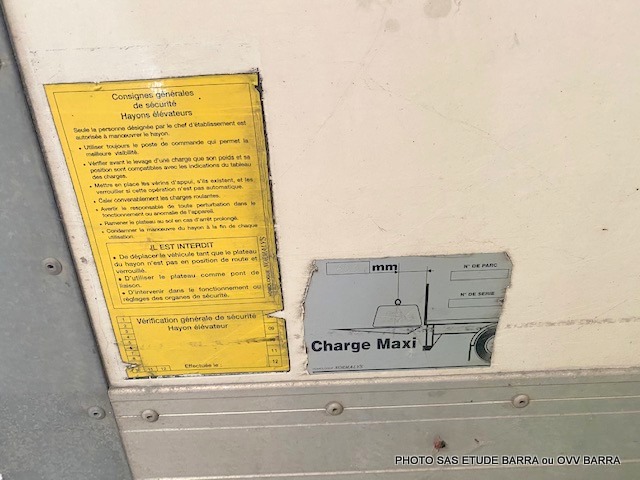 Consignes générales
de sécurité
Hayons élévateurs
Seule la personne désignée par le chef d'établissement est
autorisée à manœuvrer le hayon.
• Utiliser toujours le poste de commande qui permet la
meilleure visibilité.
• Vérifier avant le levage d'une charge que son poids et sa
position sont compatibles avec les indications du tableau
des charges.
• Mettre en place les vérins d'appui, s'ils existent, et les
verrouiller si cette opération n'est pas automatique.
• Caler convenablement les charges roulantes.
• Avertir le responsable de toute perturbation dans le
fonctionnement ou anomalie de l'appareil.
• Ramener le plateau au sol en cas d'arrêt prolongé.
• Condamner la manœuvre du hayon à la fin de chaque
utilisation.
IL EST INTERDIT
• De déplacer le véhicule tant que le plateau
du hayon n'est pas en position de route et
verrouillé.
• D'utiliser le plateau comme pont de
liaison.
• D'intervenir dans le fonctionnement ou
réglages des organes de sécurité.
Vérification générale de sécurité
Hayon élévateur
Effectuée le
mm
N° DE PARC
N° DE SERIE
Charge Maxi
PHOTO SAS ETUDE BARRA ou OVV BARRA